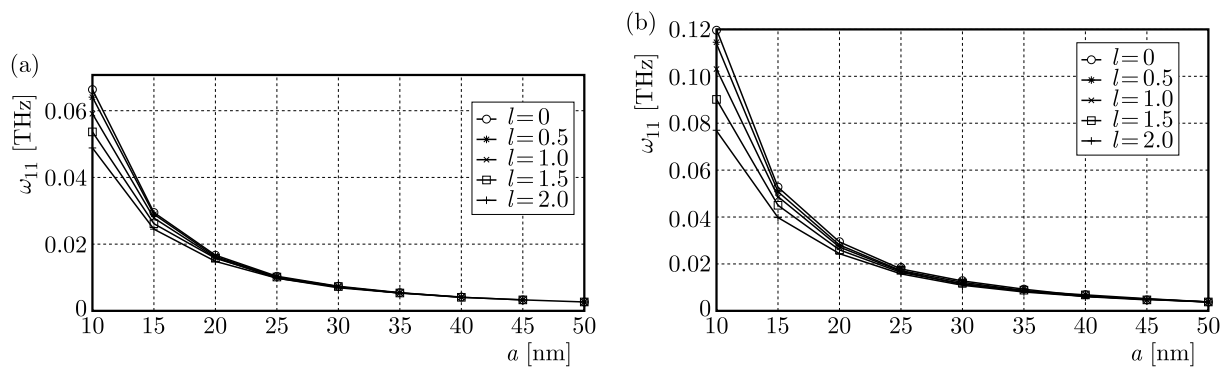 (a)
ω₁₁ [THz]
0.06
0.04
0.02
0
10 15 20 25 30 35 40 45 50
a [nm]
l = 0
l = 0.5
l = 1.0
l = 1.5
l = 2.0
(b)
ω₁₁ [THz]
0.12
0.10
0.08
0.06
0.04
0.02
0
10 15 20 25 30 35 40 45 50
a [nm]
l = 0
l = 0.5
l = 1.0
l = 1.5
l = 2.0